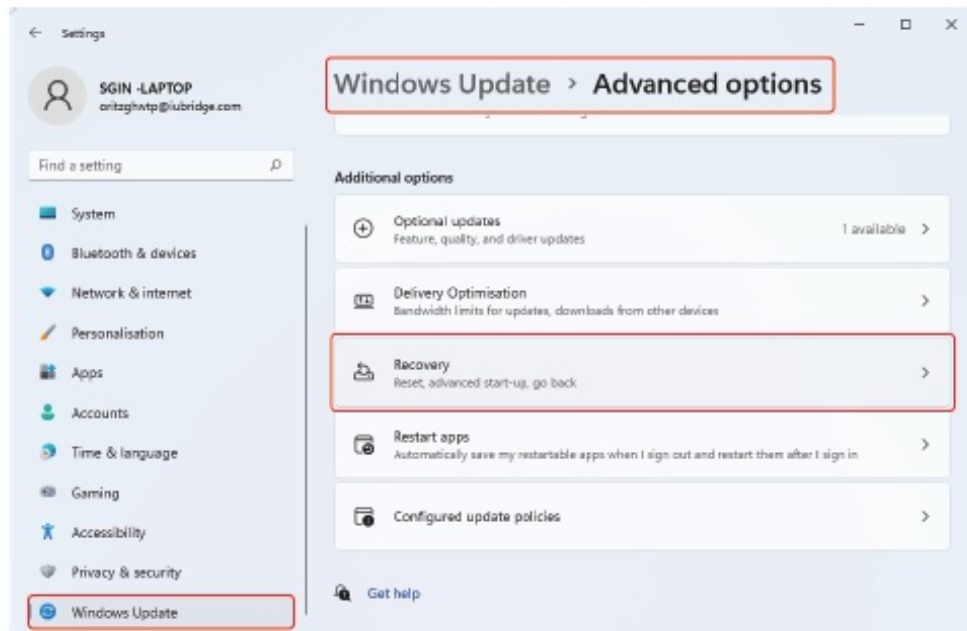 Settings
SGIN -LAPTOP
oritzghwtp@iubridge.com
Find a setting
System
Bluetooth & devices
Network & internet
Personalisation
Apps
Accounts
Time & language
Gaming
Accessibility
Privacy & security
Windows Update
Windows Update > Advanced options
Additional options
Optional updates
Feature, quality, and driver updates
1 available
Delivery Optimisation
Bandwidth limits for updates, downloads from other devices
Recovery
Reset, advanced start-up, go back
Restart apps
Automatically save my restartable apps when I sign out and restart them after I sign in
Configured update policies
Get help